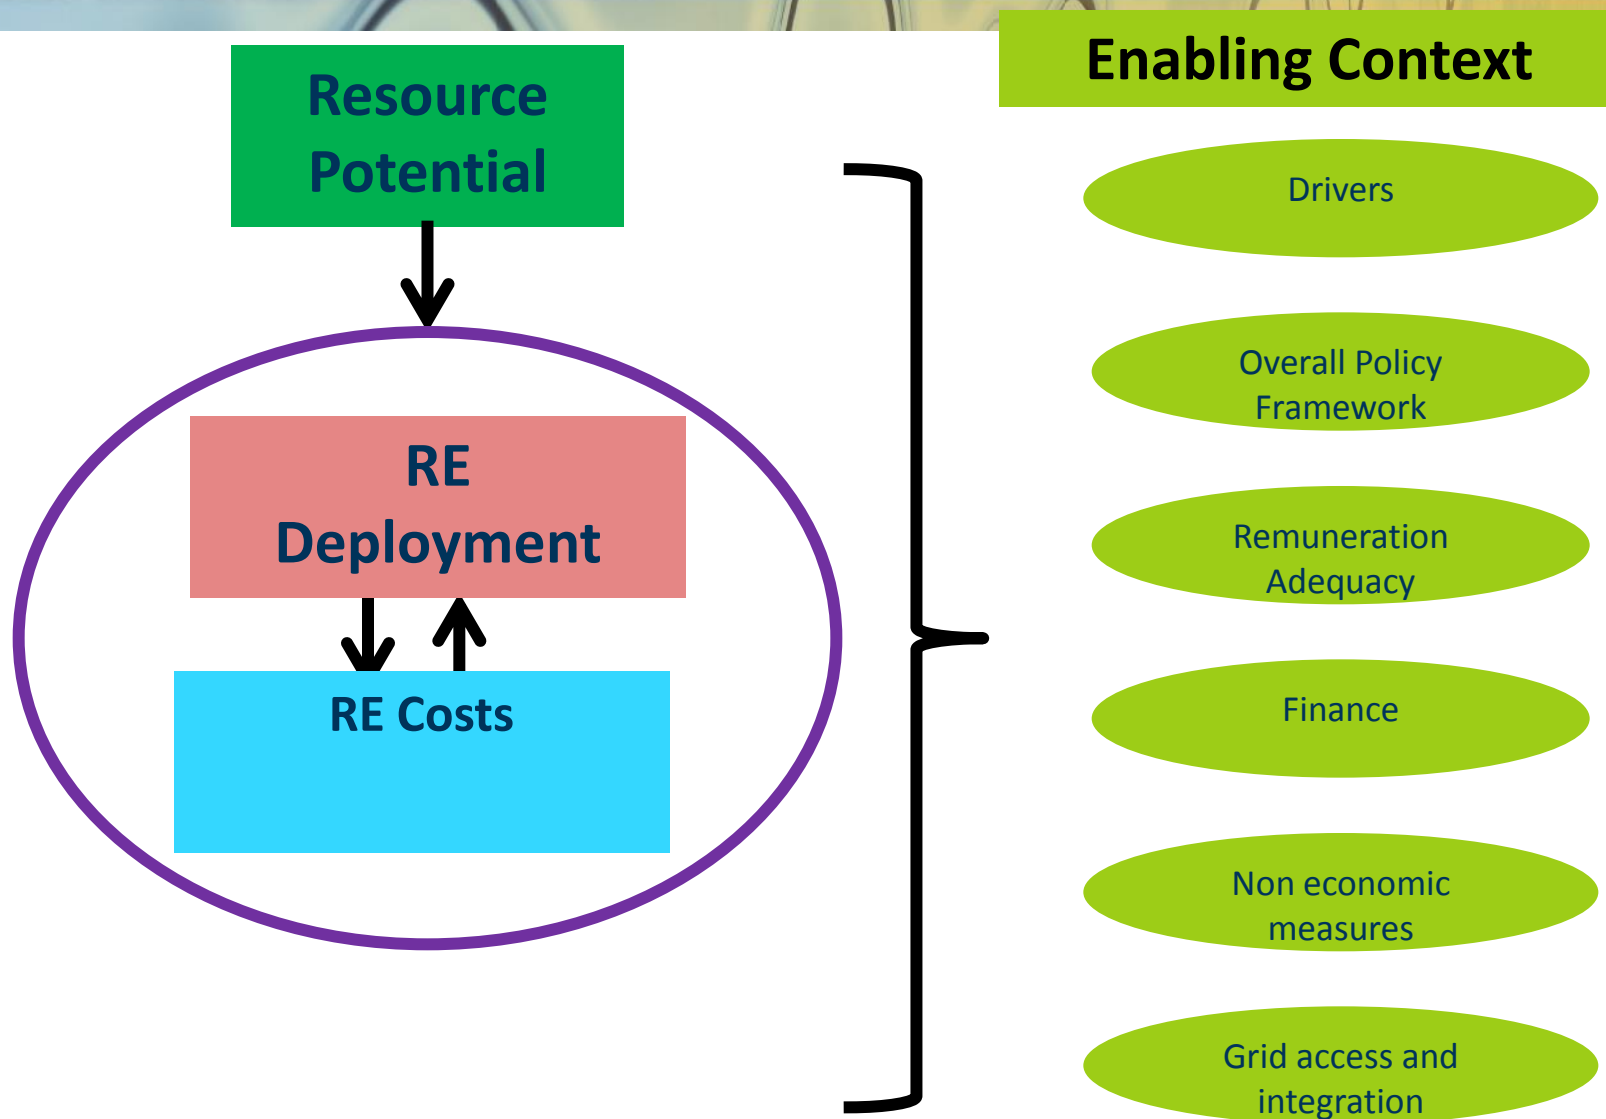 Resource
Potential
RE
Deployment
RE Costs
Enabling Context
Drivers
Overall Policy
Framework
Remuneration
Adequacy
Finance
Non economic
measures
Grid access and
integration